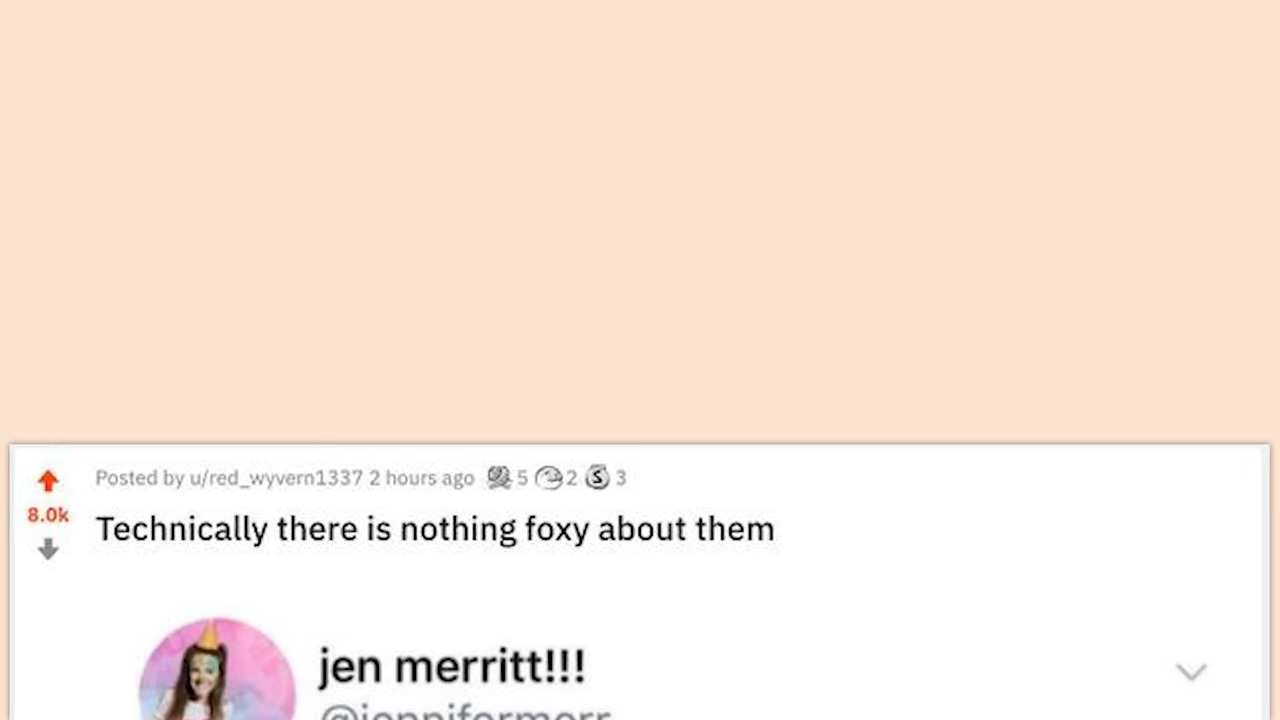 Posted by u/red_wyvern1337 2 hours ago 5 2 3
8.0k
Technically there is nothing foxy about them
jen merritt!!!
@jennifermerr